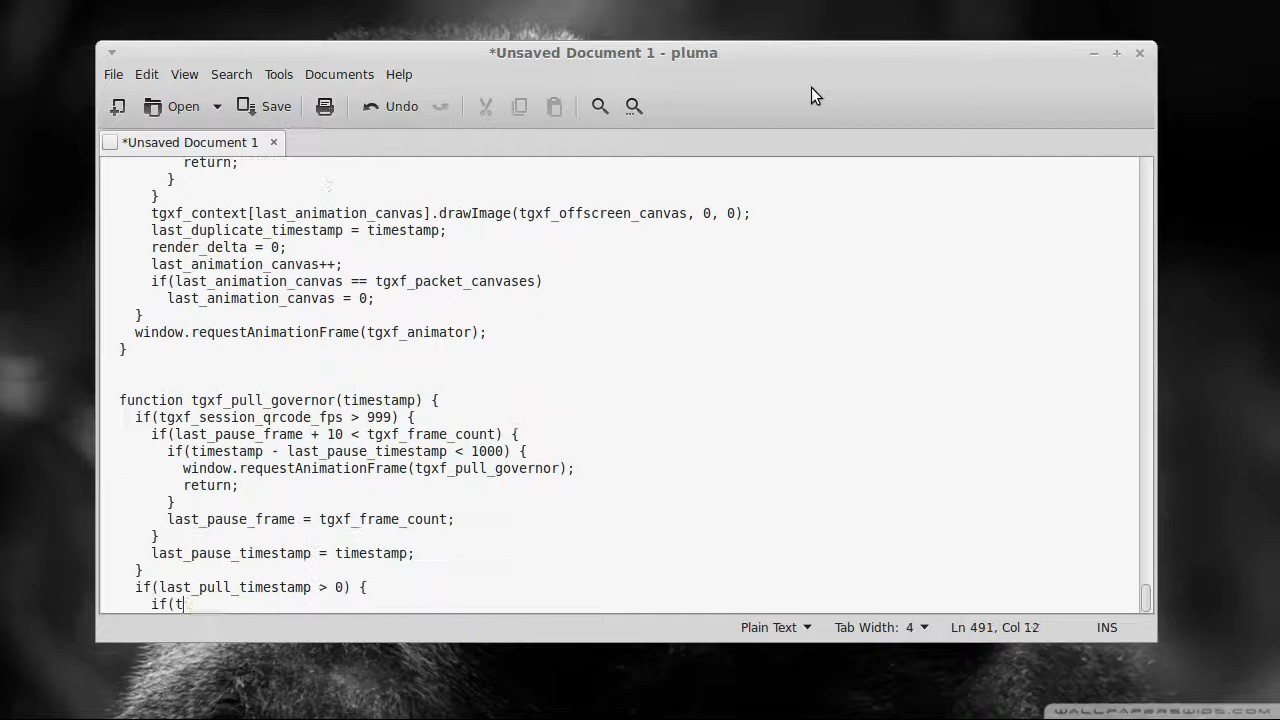 *Unsaved Document 1 - pluma
File Edit View Search Tools Documents Help
Open Save Undo
*Unsaved Document 1
return;
}
}
tgxf_context[last_animation_canvas].drawImage(tgxf_offscreen_canvas, 0, 0);
last_duplicate_timestamp = timestamp;
render_delta = 0;
last_animation_canvas++;
if(last_animation_canvas == tgxf_packet_canvases)
last_animation_canvas = 0;
}
window.requestAnimationFrame(tgxf_animator);
}
function tgxf_pull_governor(timestamp) {
if(tgxf_session_qrcode_fps > 999) {
if(last_pause_frame + 10 < tgxf_frame_count) {
if(timestamp - last_pause_timestamp < 1000) {
window.requestAnimationFrame(tgxf_pull_governor);
return;
}
last_pause_frame = tgxf_frame_count;
}
last_pause_timestamp = timestamp;
}
if(last_pull_timestamp > 0) {
if(t
Plain Text Tab Width: 4 Ln 491, Col 12 INS
WALLPAPERSWIDE.COM